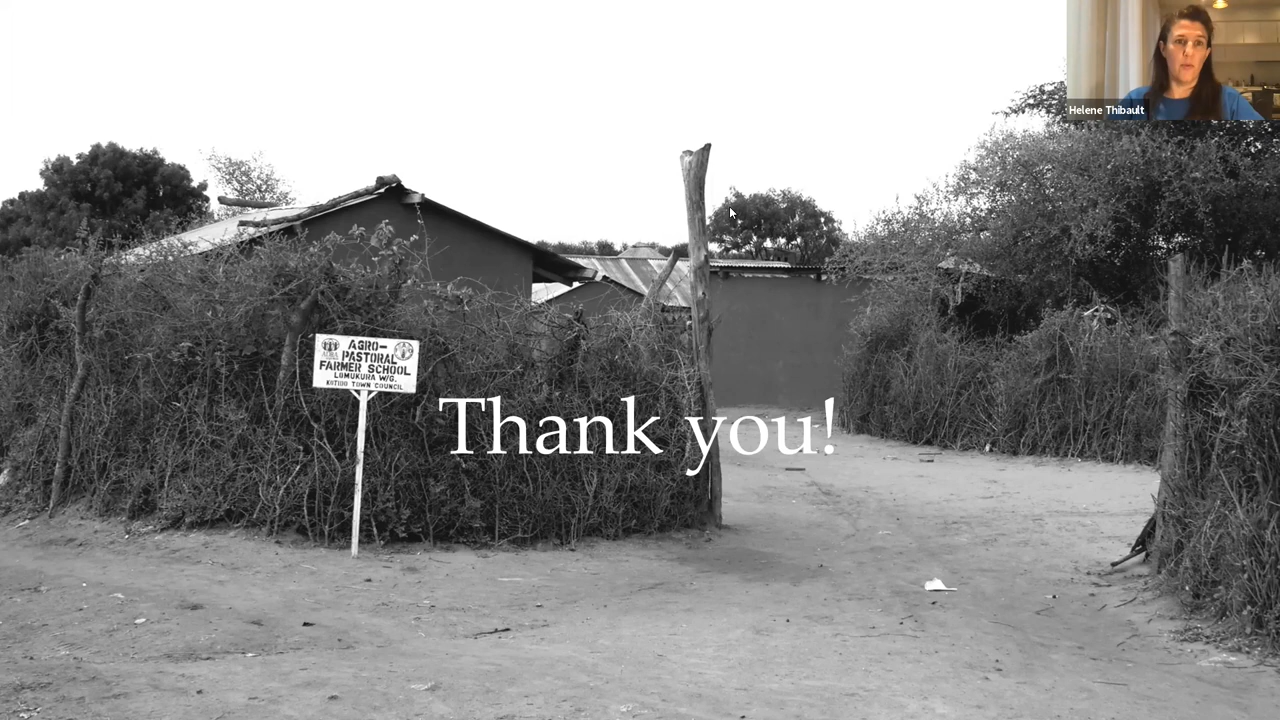 Helene Thibault
AGRO-
PASTORAL
FARMER SCHOOL
LOMUKURA W/G.
KOTIDO TOWN COUNCIL
Thank you!